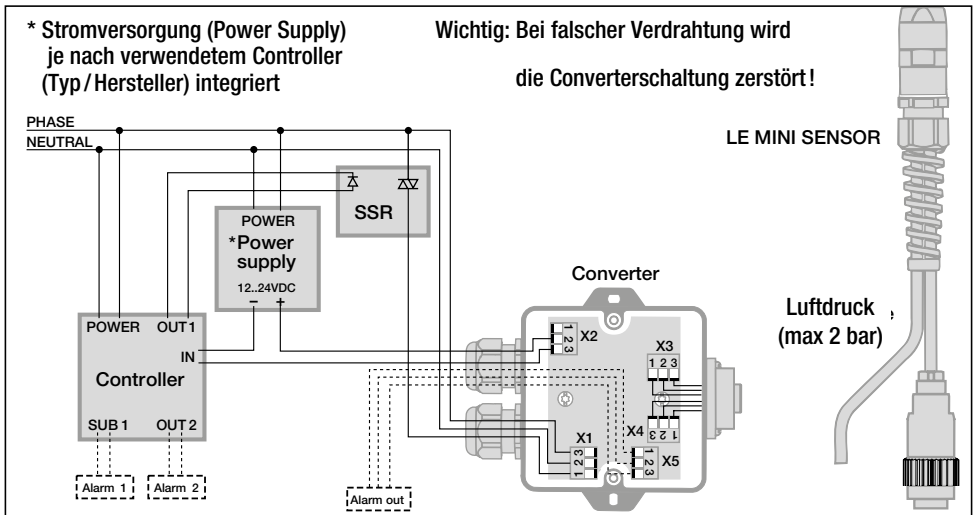 * Stromversorgung (Power Supply)
je nach verwendetem Controller
(Typ / Hersteller) integriert
Wichtig: Bei falscher Verdrahtung wird
die Converterschaltung zerstört!
PHASE
NEUTRAL
LE MINI SENSOR
SSR
POWER
*Power
supply
12..24VDC
– +
Converter
Luftdruck
(max 2 bar)
POWER OUT 1
IN
Controller
SUB 1 OUT 2
Alarm 1
Alarm 2
Alarm out
1
2
3
X2
X3
1 2 3
X4
3 2 1
X1
3
2
1
X5
1
2
3